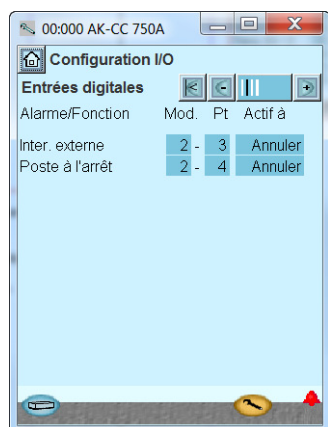 00:000 AK-CC 750A
Configuration I/O
Entrées digitales
Alarme/Fonction Mod. Pt Actif à
Inter. externe 2 - 3 Annuler
Poste à l'arrêt 2 - 4 Annuler